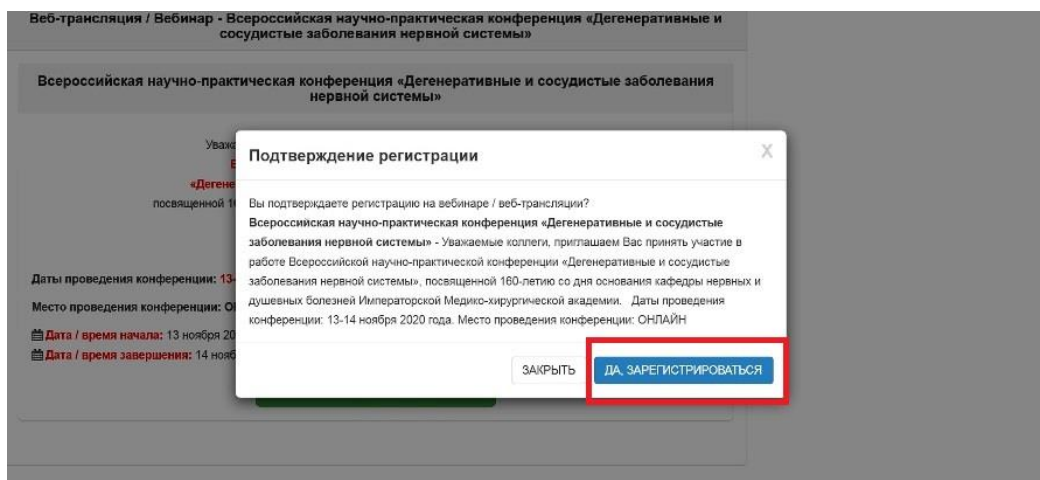 Веб-трансляция / Вебинар - Всероссийская научно-практическая конференция «Дегенеративные и
сосудистые заболевания нервной системы»
Всероссийская научно-практическая конференция «Дегенеративные и сосудистые заболевания
нервной системы»
Подтверждение регистрации
X
Вы подтверждаете регистрацию на вебинаре / веб-трансляции?
Всероссийская научно-практическая конференция «Дегенеративные и сосудистые
заболевания нервной системы» - Уважаемые коллеги, приглашаем Вас принять участие в
работе Всероссийской научно-практической конференции «Дегенеративные и сосудистые
заболевания нервной системы», посвященной 160-летию со дня основания кафедры нервных и
душевных болезней Императорской Медико-хирургической академии. Даты проведения
конференции: 13-14 ноября 2020 года. Место проведения конференции: ОНЛАЙН
ЗАКРЫТЬ
ДА, ЗАРЕГИСТРИРОВАТЬСЯ
посвященной
Даты проведения конференции: 13-
Место проведения конференции:
Дата / время начала: 13 ноября 20
Дата / время завершения: 14